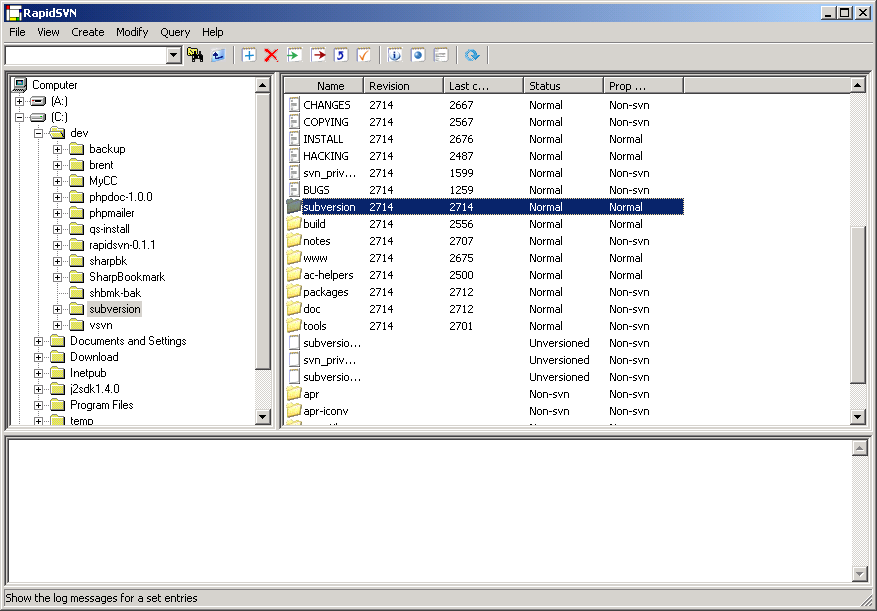 RapidSVN
File View Create Modify Query Help
Computer
(A:)
(C:)
dev
backup
brent
MyCC
phpdoc-1.0.0
phpmailer
qs-install
rapidsvn-0.1.1
sharpbk
SharpBookmark
shbmk-bak
subversion
vsvn
Documents and Settings
Download
Inetpub
j2sdk1.4.0
Program Files
temp
Name Revision Last c... Status Prop ...
CHANGES 2714 2667 Normal Non-svn
COPYING 2714 2567 Normal Non-svn
INSTALL 2714 2676 Normal Normal
HACKING 2714 2487 Normal Normal
svn_priv... 2714 1599 Normal Non-svn
BUGS 2714 1259 Normal Non-svn
subversion 2714 2714 Normal Normal
build 2714 2556 Normal Normal
notes 2714 2707 Normal Non-svn
www 2714 2675 Normal Normal
ac-helpers 2714 2500 Normal Normal
packages 2714 2712 Normal Non-svn
doc 2714 2712 Normal Non-svn
tools 2714 2701 Normal Non-svn
subversio... Unversioned Non-svn
svn_priv... Unversioned Non-svn
subversio... Unversioned Non-svn
apr Non-svn Non-svn
apr-iconv Non-svn Non-svn
Show the log messages for a set entries